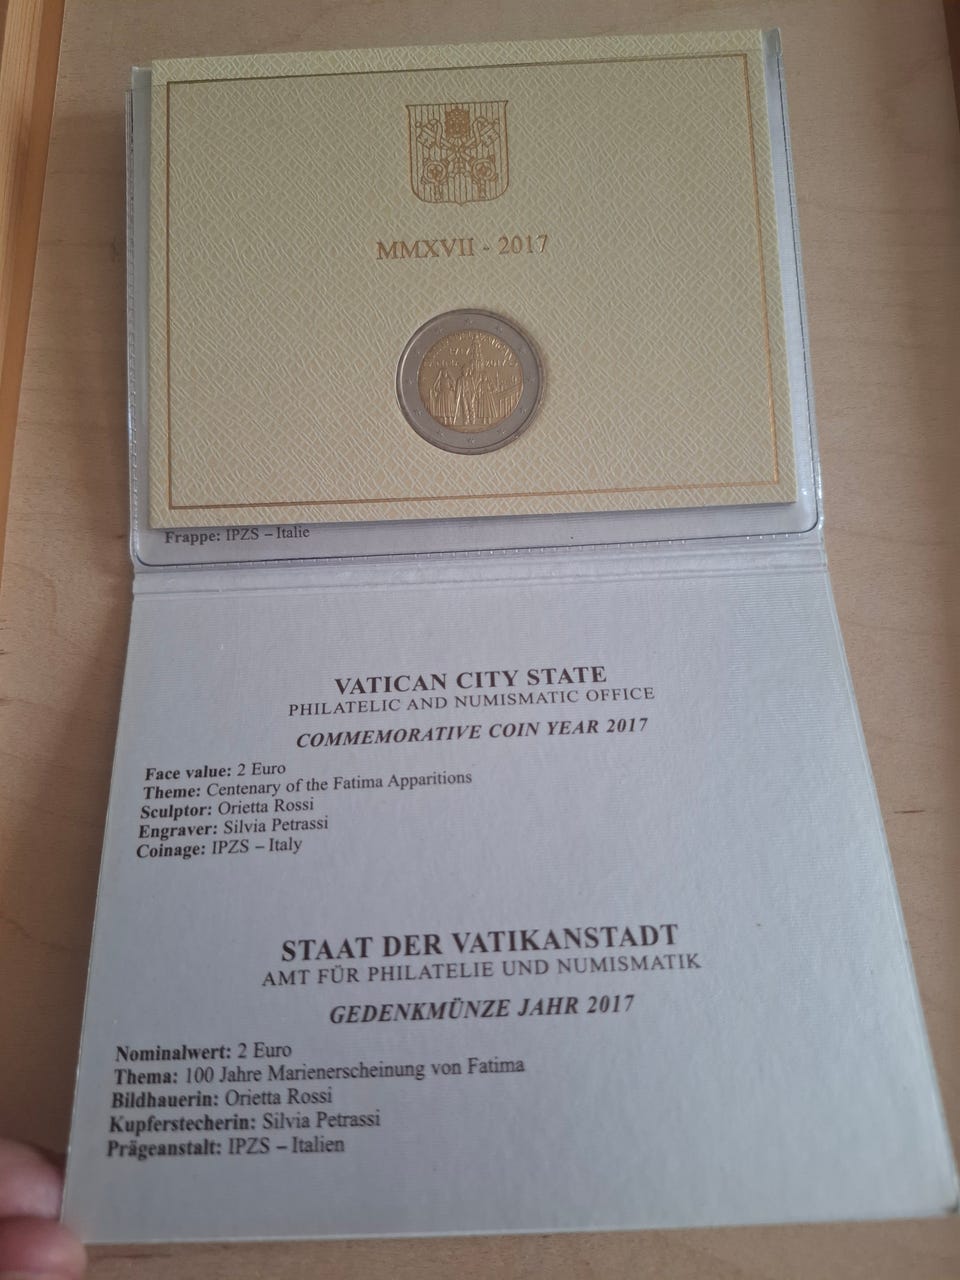 MMXVII - 2017
1917
2017
Frappe: IPZS – Italie
VATICAN CITY STATE
PHILATELIC AND NUMISMATIC OFFICE
COMMEMORATIVE COIN YEAR 2017
Face value: 2 Euro
Theme: Centenary of the Fatima Apparitions
Sculptor: Orietta Rossi
Engraver: Silvia Petrassi
Coinage: IPZS – Italy
STAAT DER VATIKANSTADT
AMT FÜR PHILATELIE UND NUMISMATIK
GEDENKMÜNZE JAHR 2017
Nominalwert: 2 Euro
Thema: 100 Jahre Marienerscheinung von Fatima
Bildhauerin: Orietta Rossi
Kupferstecherin: Silvia Petrassi
Prägeanstalt: IPZS – Italien